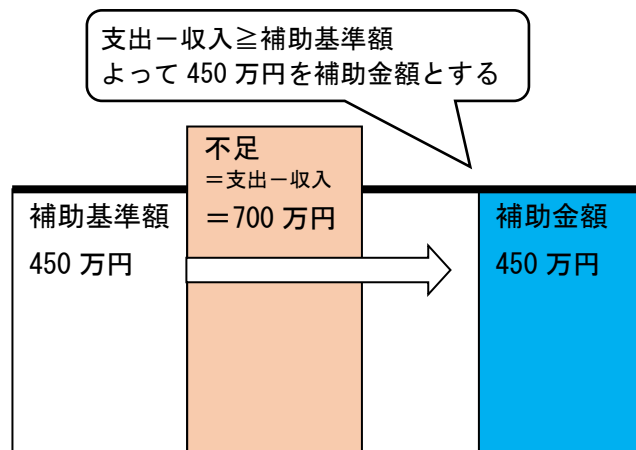 支出－収入≧補助基準額
よって 450 万円を補助金額とする
不足
＝支出－収入
＝700 万円
補助基準額
450 万円
補助金額
450 万円